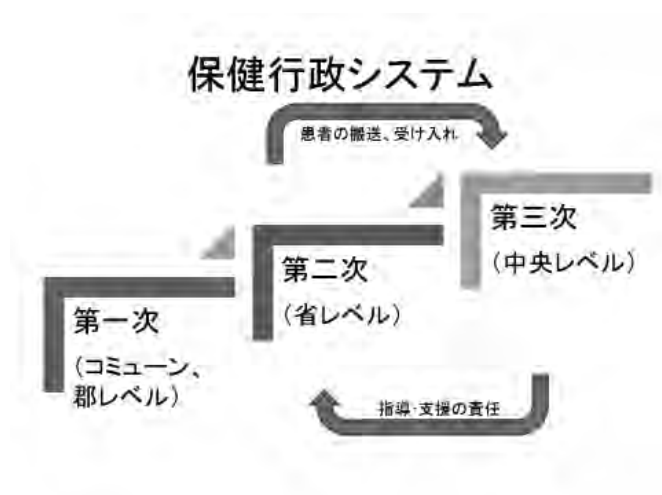 保健行政システム
患者の搬送、受け入れ
第三次
（中央レベル）
第二次
（省レベル）
第一次
（コミューン、
郡レベル）
指導・支援の責任